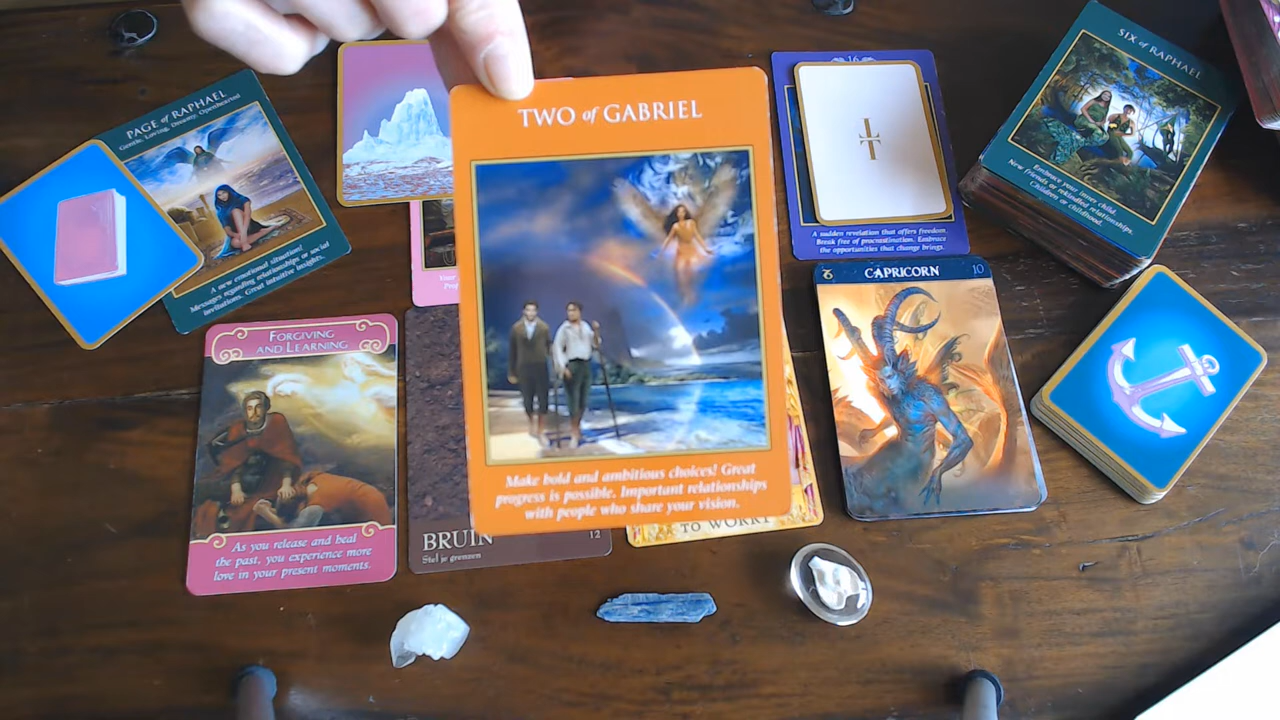 TWO of GABRIEL
Make bold and ambitious choices! Great
progress is possible. Important relationships
with people who share your vision.
PAGE of RAPHAEL
Gentle, Loving, Dreamy, Openhearted
A new emotional situation!
Messages regarding relationships or social
invitations. Great intuitive insights.
16
A sudden revelation that offers freedom.
Break free of procrastination. Embrace
the opportunities that change brings.
SIX of RAPHAEL
Embrace your inner child.
New friends or rekindled relationships.
Children or childhood.
Your
FORGIVING
AND LEARNING
As you release and heal
the past, you experience more
love in your present moments.
BRUIN
Stel je grenzen
12
TO WORRY
CAPRICORN 10